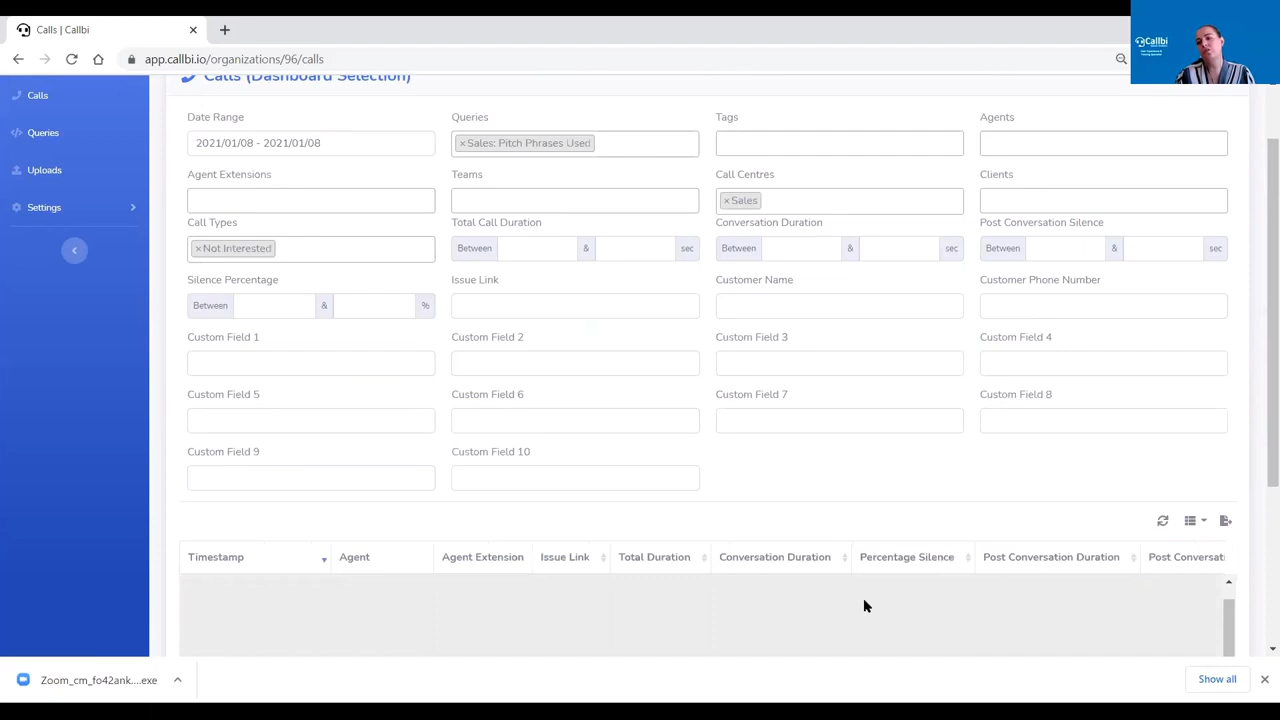 Calls | Callbi
app.callbi.io/organizations/96/calls
Callbi
Calls (Dashboard Selection)
Calls
Queries
Uploads
Settings
Date Range
Queries
Tags
Agents
2021/01/08 - 2021/01/08
×Sales: Pitch Phrases Used
Agent Extensions
Teams
Call Centres
Clients
×Sales
Call Types
Total Call Duration
Conversation Duration
Post Conversation Silence
×Not Interested
Between & sec
Between & sec
Between & sec
Silence Percentage
Issue Link
Customer Name
Customer Phone Number
Between & %
Custom Field 1
Custom Field 2
Custom Field 3
Custom Field 4
Custom Field 5
Custom Field 6
Custom Field 7
Custom Field 8
Custom Field 9
Custom Field 10
Timestamp
Agent
Agent Extension
Issue Link
Total Duration
Conversation Duration
Percentage Silence
Post Conversation Duration
Post Conversati
Zoom_cm_fo42ank....exe
Show all